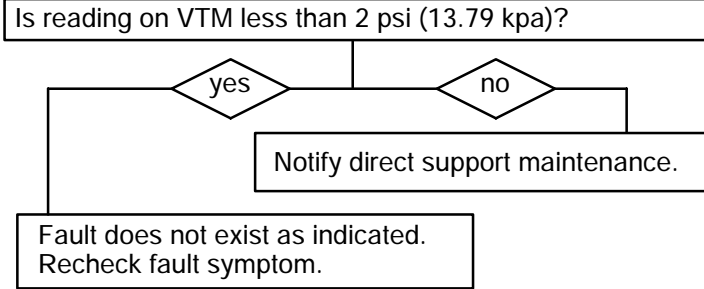 Is reading on VTM less than 2 psi (13.79 kpa)?
yes
no
Notify direct support maintenance.
Fault does not exist as indicated.
Recheck fault symptom.